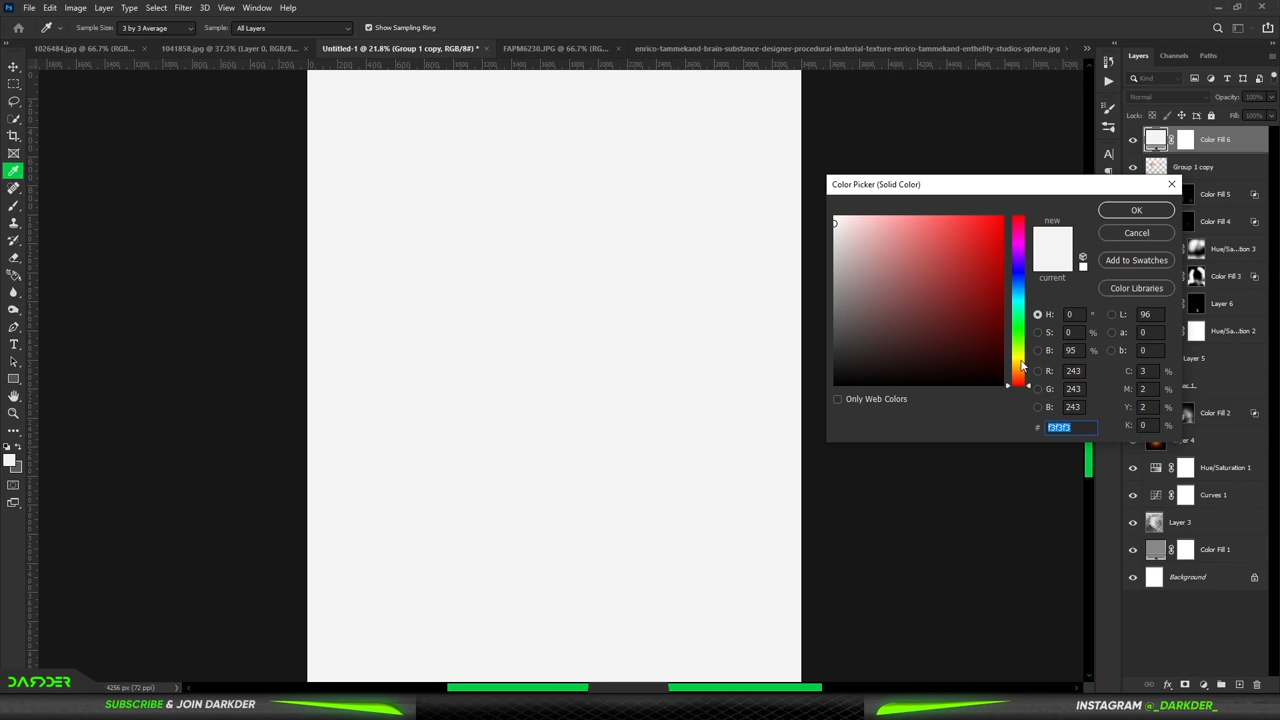 File Edit Image Layer Type Select Filter 3D View Window Help
Sample Size: 3 by 3 Average Sample: All Layers Show Sampling Ring
1026484.jpg @ 66.7% (RGB... × 1041858.jpg @ 37.3% (Layer 0, RGB/8... × Untitled-1 @ 21.8% (Group 1 copy, RGB/8#) * × FAPM6230.JPG @ 66.7% (RGB... × enrico-tammekand-brain-substance-designer-procedural-material-texture-enrico-tammekand-enthelity-studios-sphere.jpg
Layers Channels Paths
Kind
Normal Opacity: 100%
Lock: Fill: 100%
Color Fill 6
Group 1 copy
Color Fill 5
Color Fill 4
Hue/Sa...tion 3
Color Fill 3
Layer 6
Hue/Sa...tion 2
Layer 5
Color Fill 2
Hue/Saturation 1
Curves 1
Layer 3
Color Fill 1
Background
Color Picker (Solid Color)
new
current
OK
Cancel
Add to Swatches
Color Libraries
H: 0 ° L: 96
S: 0 % a: 0
B: 95 % b: 0
R: 243 C: 3 %
G: 243 M: 2 %
B: 243 Y: 2 %
# f3f3f3 K: 0 %
Only Web Colors
4256 px (72 ppi)
DARKDER
SUBSCRIBE & JOIN DARKDER
INSTAGRAM @_DARKDER_